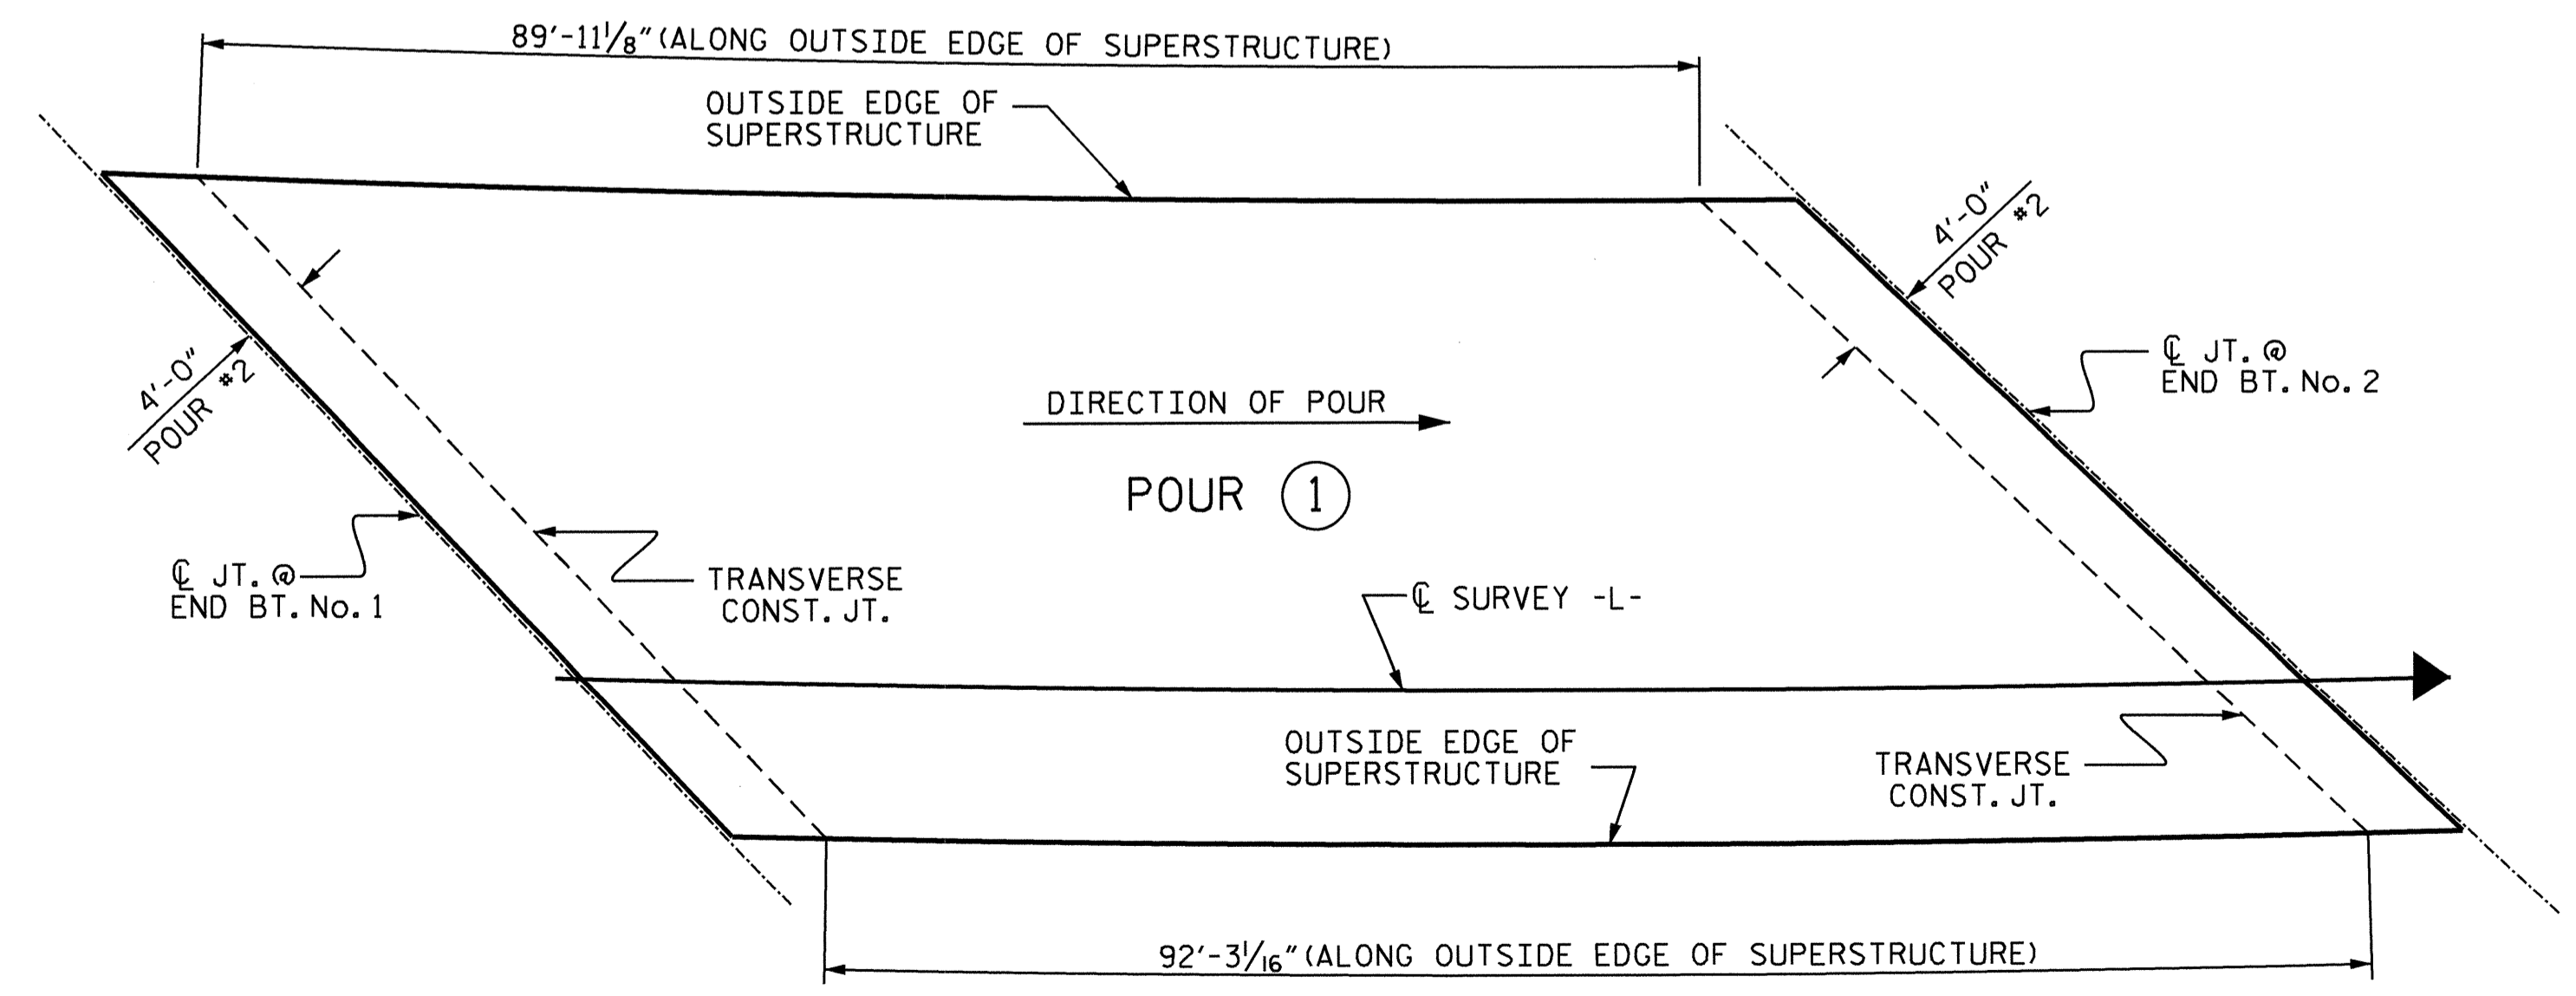 89'-11 1/8" (ALONG OUTSIDE EDGE OF SUPERSTRUCTURE)
OUTSIDE EDGE OF
SUPERSTRUCTURE
4'-0"
POUR #2
℄ JT. @
END BT. No. 2
DIRECTION OF POUR
POUR 1
4'-0"
POUR #2
℄ JT. @
END BT. No. 1
TRANSVERSE
CONST. JT.
℄ SURVEY -L-
OUTSIDE EDGE OF
SUPERSTRUCTURE
TRANSVERSE
CONST. JT.
92'-3 1/16" (ALONG OUTSIDE EDGE OF SUPERSTRUCTURE)